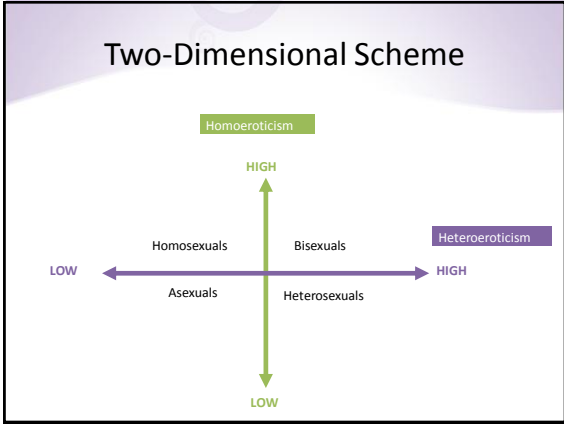 Two-Dimensional Scheme
Homoeroticism
HIGH
Homosexuals Bisexuals
Heteroeroticism
LOW HIGH
Asexuals Heterosexuals
LOW